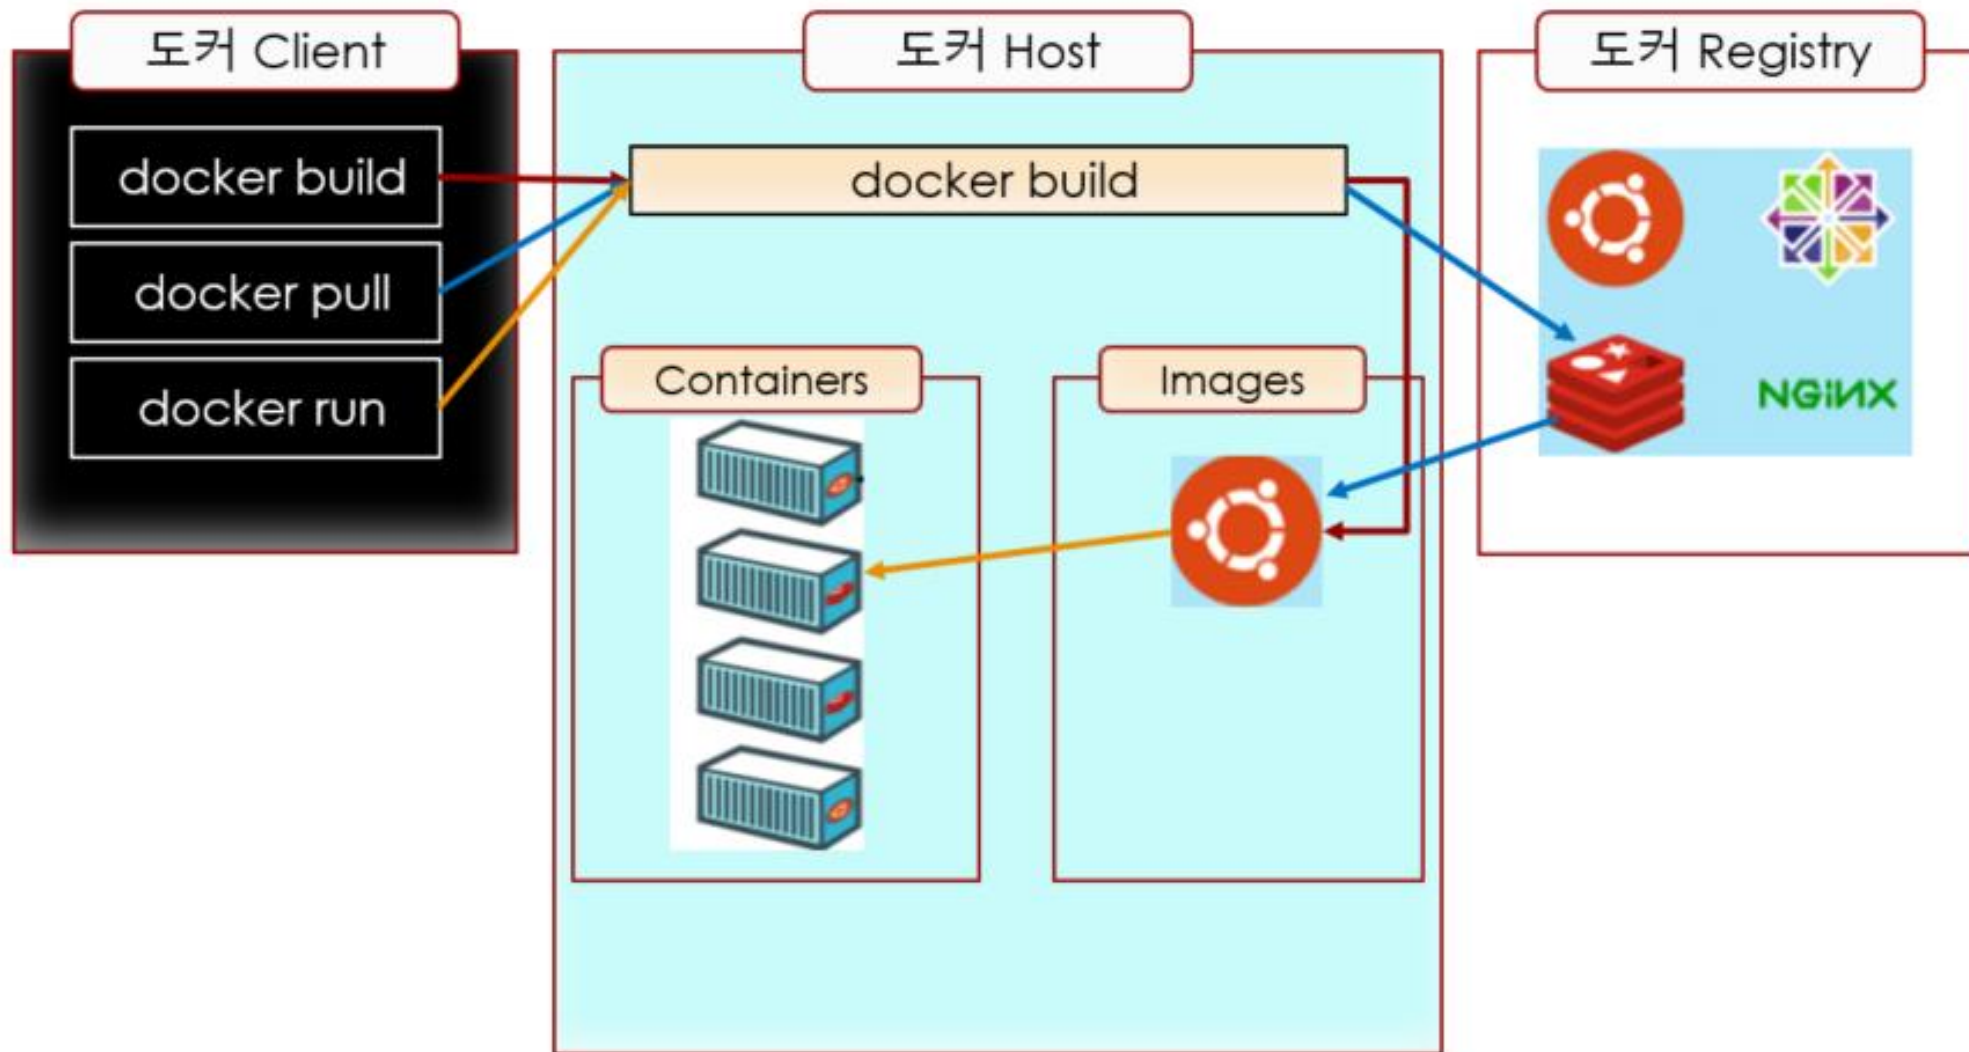 도커 Client
도커 Host
도커 Registry
docker build
docker pull
docker run
docker build
Containers
Images
NGiNX